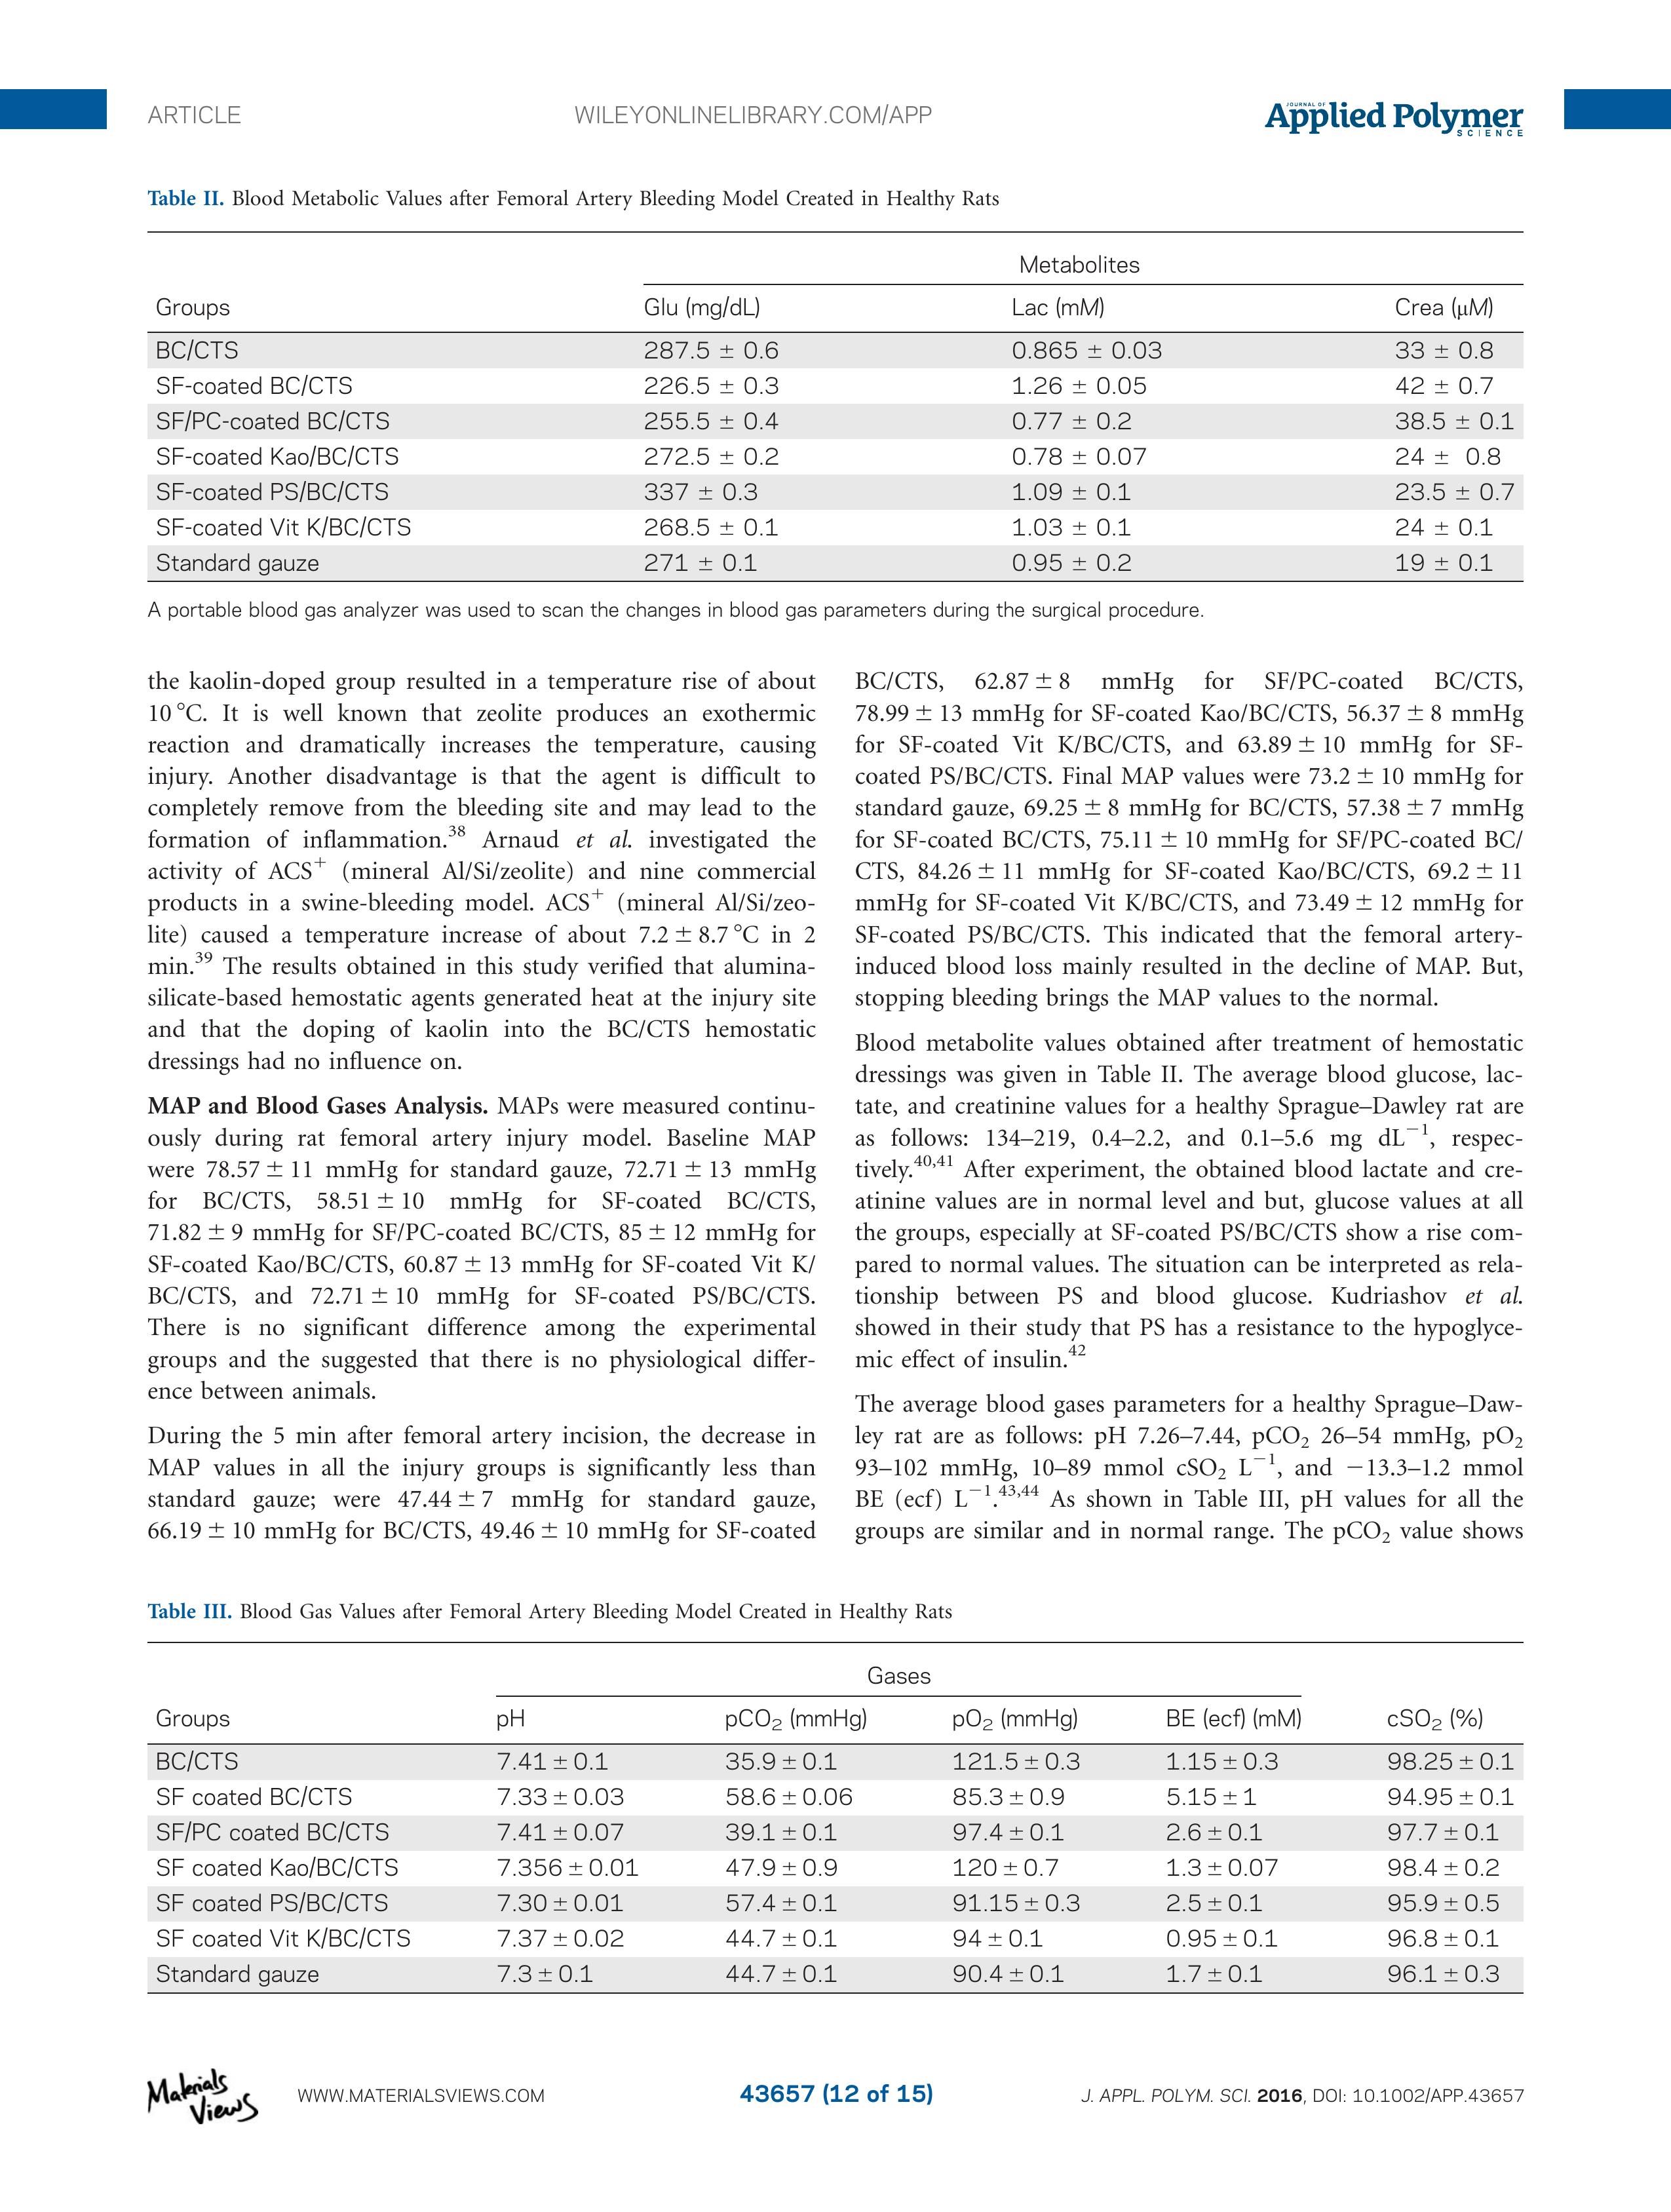 ARTICLE
WILEYONLINELIBRARY.COM/APP
JOURNAL OF
Applied Polymer
SCIENCE
Table II. Blood Metabolic Values after Femoral Artery Bleeding Model Created in Healthy Rats
Metabolites
Groups Glu (mg/dL) Lac (mM) Crea (μM)
BC/CTS 287.5 ± 0.6 0.865 ± 0.03 33 ± 0.8
SF-coated BC/CTS 226.5 ± 0.3 1.26 ± 0.05 42 ± 0.7
SF/PC-coated BC/CTS 255.5 ± 0.4 0.77 ± 0.2 38.5 ± 0.1
SF-coated Kao/BC/CTS 272.5 ± 0.2 0.78 ± 0.07 24 ± 0.8
SF-coated PS/BC/CTS 337 ± 0.3 1.09 ± 0.1 23.5 ± 0.7
SF-coated Vit K/BC/CTS 268.5 ± 0.1 1.03 ± 0.1 24 ± 0.1
Standard gauze 271 ± 0.1 0.95 ± 0.2 19 ± 0.1
A portable blood gas analyzer was used to scan the changes in blood gas parameters during the surgical procedure.
the kaolin-doped group resulted in a temperature rise of about
10 °C. It is well known that zeolite produces an exothermic
reaction and dramatically increases the temperature, causing
injury. Another disadvantage is that the agent is difficult to
completely remove from the bleeding site and may lead to the
formation of inflammation.38 Arnaud et al. investigated the
activity of ACS+ (mineral Al/Si/zeolite) and nine commercial
products in a swine-bleeding model. ACS+ (mineral Al/Si/zeo-
lite) caused a temperature increase of about 7.2 ± 8.7 °C in 2
min.39 The results obtained in this study verified that alumina-
silicate-based hemostatic agents generated heat at the injury site
and that the doping of kaolin into the BC/CTS hemostatic
dressings had no influence on.
MAP and Blood Gases Analysis. MAPs were measured continu-
ously during rat femoral artery injury model. Baseline MAP
were 78.57 ± 11 mmHg for standard gauze, 72.71 ± 13 mmHg
for BC/CTS, 58.51 ± 10 mmHg for SF-coated BC/CTS,
71.82 ± 9 mmHg for SF/PC-coated BC/CTS, 85 ± 12 mmHg for
SF-coated Kao/BC/CTS, 60.87 ± 13 mmHg for SF-coated Vit K/
BC/CTS, and 72.71 ± 10 mmHg for SF-coated PS/BC/CTS.
There is no significant difference among the experimental
groups and the suggested that there is no physiological differ-
ence between animals.
During the 5 min after femoral artery incision, the decrease in
MAP values in all the injury groups is significantly less than
standard gauze; were 47.44 ± 7 mmHg for standard gauze,
66.19 ± 10 mmHg for BC/CTS, 49.46 ± 10 mmHg for SF-coated
BC/CTS, 62.87 ± 8 mmHg for SF/PC-coated BC/CTS,
78.99 ± 13 mmHg for SF-coated Kao/BC/CTS, 56.37 ± 8 mmHg
for SF-coated Vit K/BC/CTS, and 63.89 ± 10 mmHg for SF-
coated PS/BC/CTS. Final MAP values were 73.2 ± 10 mmHg for
standard gauze, 69.25 ± 8 mmHg for BC/CTS, 57.38 ± 7 mmHg
for SF-coated BC/CTS, 75.11 ± 10 mmHg for SF/PC-coated BC/
CTS, 84.26 ± 11 mmHg for SF-coated Kao/BC/CTS, 69.2 ± 11
mmHg for SF-coated Vit K/BC/CTS, and 73.49 ± 12 mmHg for
SF-coated PS/BC/CTS. This indicated that the femoral artery-
induced blood loss mainly resulted in the decline of MAP. But,
stopping bleeding brings the MAP values to the normal.
Blood metabolite values obtained after treatment of hemostatic
dressings was given in Table II. The average blood glucose, lac-
tate, and creatinine values for a healthy Sprague–Dawley rat are
as follows: 134–219, 0.4–2.2, and 0.1–5.6 mg dL−1, respec-
tively.40,41 After experiment, the obtained blood lactate and cre-
atinine values are in normal level and but, glucose values at all
the groups, especially at SF-coated PS/BC/CTS show a rise com-
pared to normal values. The situation can be interpreted as rela-
tionship between PS and blood glucose. Kudriashov et al.
showed in their study that PS has a resistance to the hypoglyce-
mic effect of insulin.42
The average blood gases parameters for a healthy Sprague–Daw-
ley rat are as follows: pH 7.26–7.44, pCO2 26–54 mmHg, pO2
93–102 mmHg, 10–89 mmol cSO2 L−1, and −13.3–1.2 mmol
BE (ecf) L−1.43,44 As shown in Table III, pH values for all the
groups are similar and in normal range. The pCO2 value shows
Table III. Blood Gas Values after Femoral Artery Bleeding Model Created in Healthy Rats
Gases
Groups pH pCO2 (mmHg) pO2 (mmHg) BE (ecf) (mM) cSO2 (%)
BC/CTS 7.41 ± 0.1 35.9 ± 0.1 121.5 ± 0.3 1.15 ± 0.3 98.25 ± 0.1
SF coated BC/CTS 7.33 ± 0.03 58.6 ± 0.06 85.3 ± 0.9 5.15 ± 1 94.95 ± 0.1
SF/PC coated BC/CTS 7.41 ± 0.07 39.1 ± 0.1 97.4 ± 0.1 2.6 ± 0.1 97.7 ± 0.1
SF coated Kao/BC/CTS 7.356 ± 0.01 47.9 ± 0.9 120 ± 0.7 1.3 ± 0.07 98.4 ± 0.2
SF coated PS/BC/CTS 7.30 ± 0.01 57.4 ± 0.1 91.15 ± 0.3 2.5 ± 0.1 95.9 ± 0.5
SF coated Vit K/BC/CTS 7.37 ± 0.02 44.7 ± 0.1 94 ± 0.1 0.95 ± 0.1 96.8 ± 0.1
Standard gauze 7.3 ± 0.1 44.7 ± 0.1 90.4 ± 0.1 1.7 ± 0.1 96.1 ± 0.3
Materials
Views
WWW.MATERIALSVIEWS.COM
43657 (12 of 15)
J. APPL. POLYM. SCI. 2016, DOI: 10.1002/APP.43657